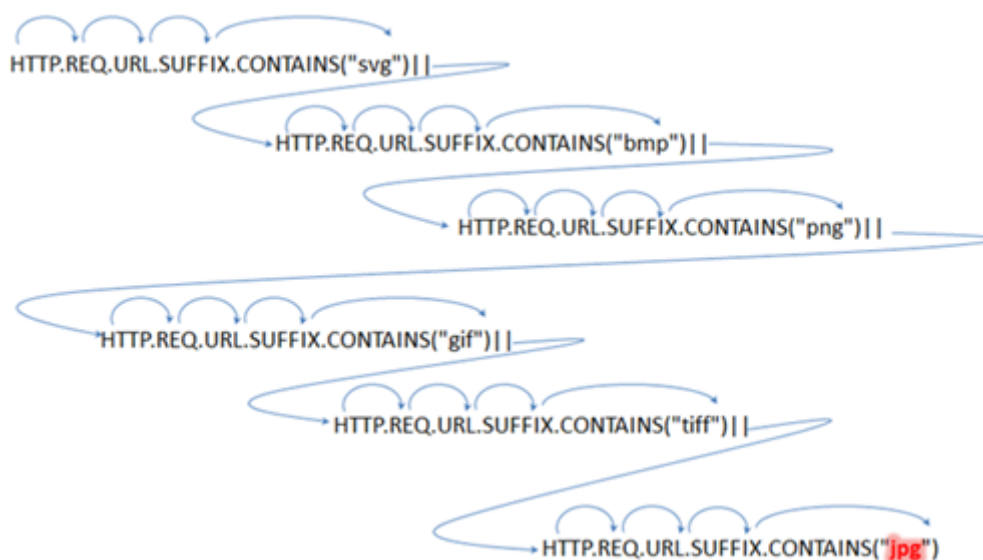 HTTP.REQ.URL.SUFFIX.CONTAINS("svg")||
HTTP.REQ.URL.SUFFIX.CONTAINS("bmp")||
HTTP.REQ.URL.SUFFIX.CONTAINS("png")||
HTTP.REQ.URL.SUFFIX.CONTAINS("gif")||
HTTP.REQ.URL.SUFFIX.CONTAINS("tiff")||
HTTP.REQ.URL.SUFFIX.CONTAINS("jpg")